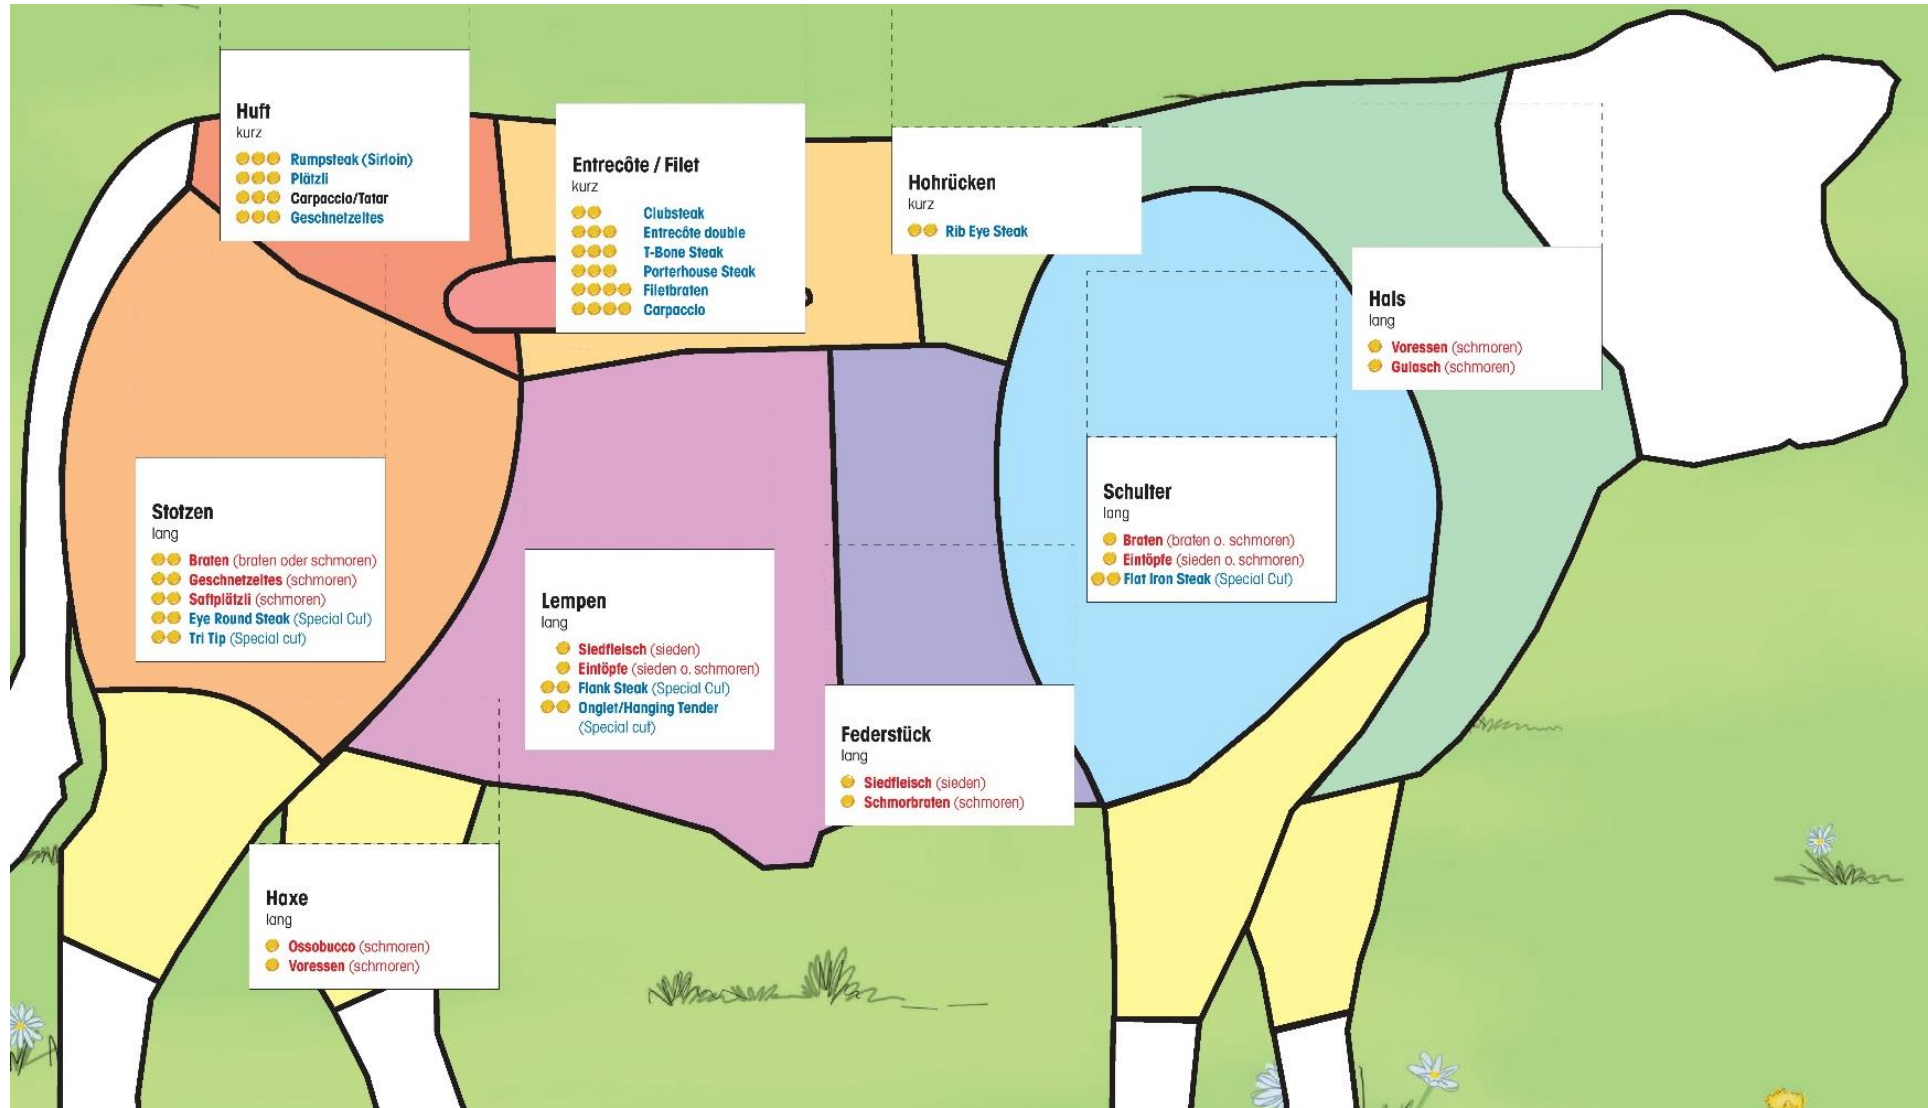 Huft
kurz
Rumpsteak (Sirloin)
Plätzli
Carpaccio/Tatar
Geschnetzeltes
Entrecôte / Filet
kurz
Clubsteak
Entrecôte double
T-Bone Steak
Porterhouse Steak
Filetbraten
Carpaccio
Hohrücken
kurz
Rib Eye Steak
Hals
lang
Voressen (schmoren)
Gulasch (schmoren)
Stotzen
lang
Braten (braten oder schmoren)
Geschnetzeltes (schmoren)
Saftplätzli (schmoren)
Eye Round Steak (Special Cut)
Tri Tip (Special cut)
Lempen
lang
Siedfleisch (sieden)
Eintöpfe (sieden o. schmoren)
Flank Steak (Special Cut)
Onglet/Hanging Tender
(Special cut)
Schulter
lang
Braten (braten o. schmoren)
Eintöpfe (sieden o. schmoren)
Flat Iron Steak (Special Cut)
Federstück
lang
Siedfleisch (sieden)
Schmorbraten (schmoren)
Haxe
lang
Ossobucco (schmoren)
Voressen (schmoren)